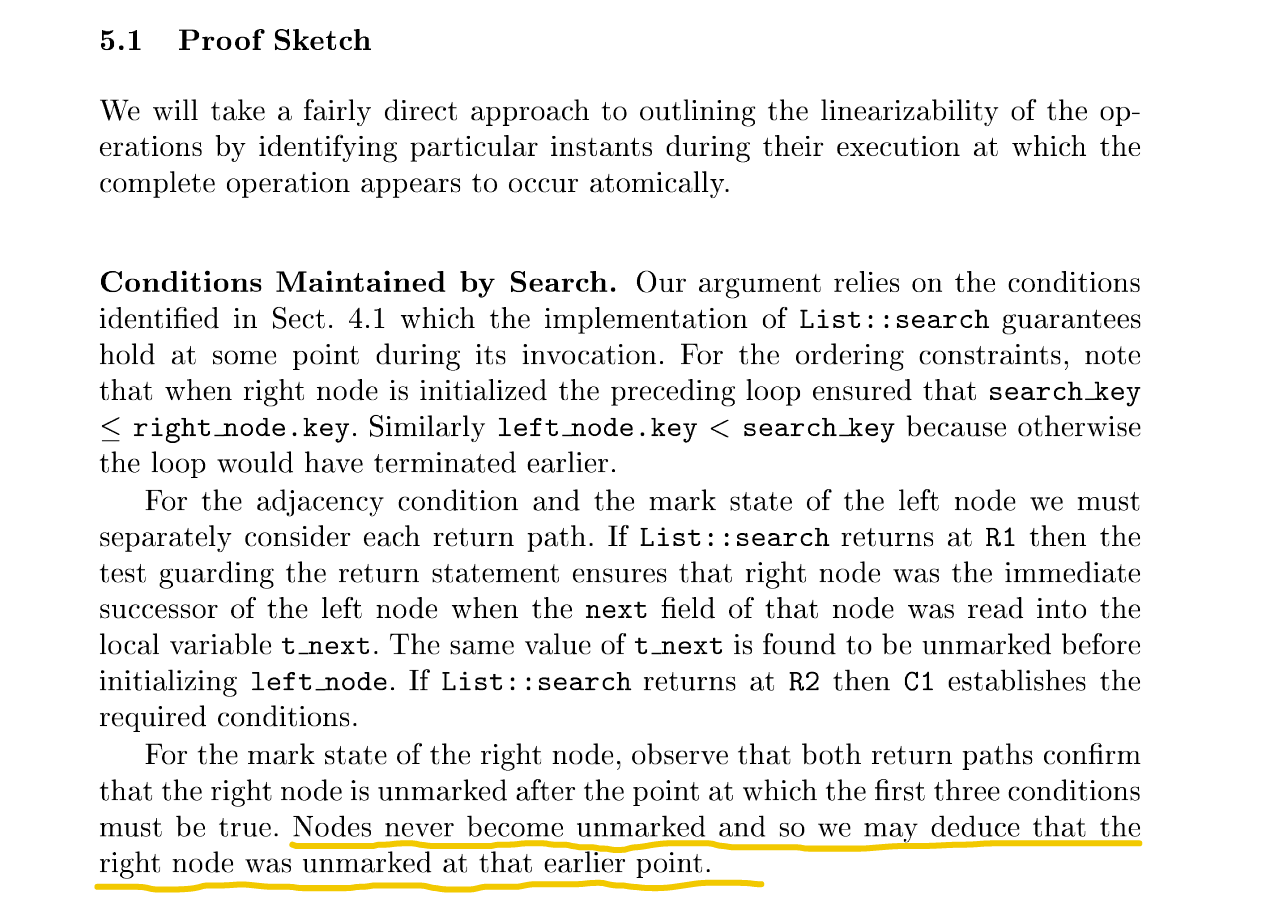 5.1 Proof Sketch
We will take a fairly direct approach to outlining the linearizability of the op-
erations by identifying particular instants during their execution at which the
complete operation appears to occur atomically.
Conditions Maintained by Search. Our argument relies on the conditions
identified in Sect. 4.1 which the implementation of List::search guarantees
hold at some point during its invocation. For the ordering constraints, note
that when right node is initialized the preceding loop ensured that search_key
≤ right_node.key. Similarly left_node.key < search_key because otherwise
the loop would have terminated earlier.
For the adjacency condition and the mark state of the left node we must
separately consider each return path. If List::search returns at R1 then the
test guarding the return statement ensures that right node was the immediate
successor of the left node when the next field of that node was read into the
local variable t_next. The same value of t_next is found to be unmarked before
initializing left_node. If List::search returns at R2 then C1 establishes the
required conditions.
For the mark state of the right node, observe that both return paths confirm
that the right node is unmarked after the point at which the first three conditions
must be true. Nodes never become unmarked and so we may deduce that the
right node was unmarked at that earlier point.